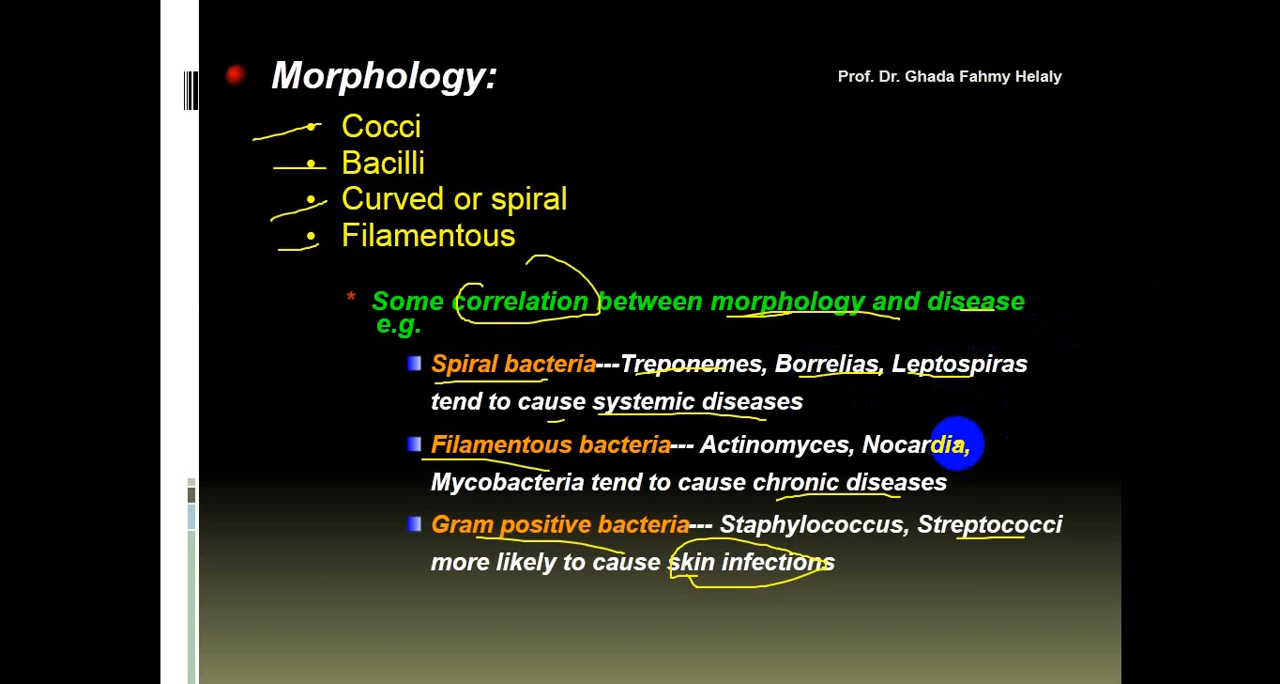 Morphology:
Prof. Dr. Ghada Fahmy Helaly
• Cocci
• Bacilli
• Curved or spiral
• Filamentous
* Some correlation between morphology and disease
e.g.
Spiral bacteria---Treponemes, Borrelias, Leptospiras
tend to cause systemic diseases
Filamentous bacteria--- Actinomyces, Nocardia,
Mycobacteria tend to cause chronic diseases
Gram positive bacteria--- Staphylococcus, Streptococci
more likely to cause skin infections